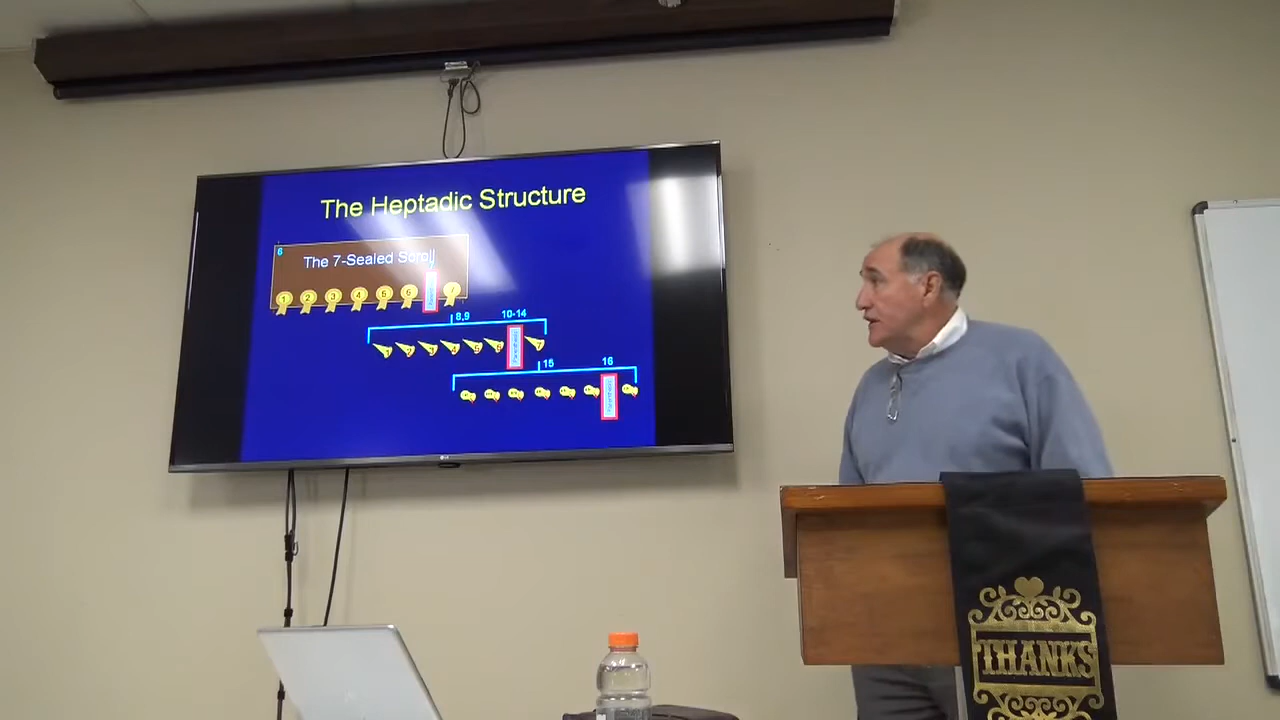 The Heptadic Structure
6
The 7-Sealed Scroll
1 2 3 4 5 6 7
8,9 10-14
Parenthesis
15 16
THANKS